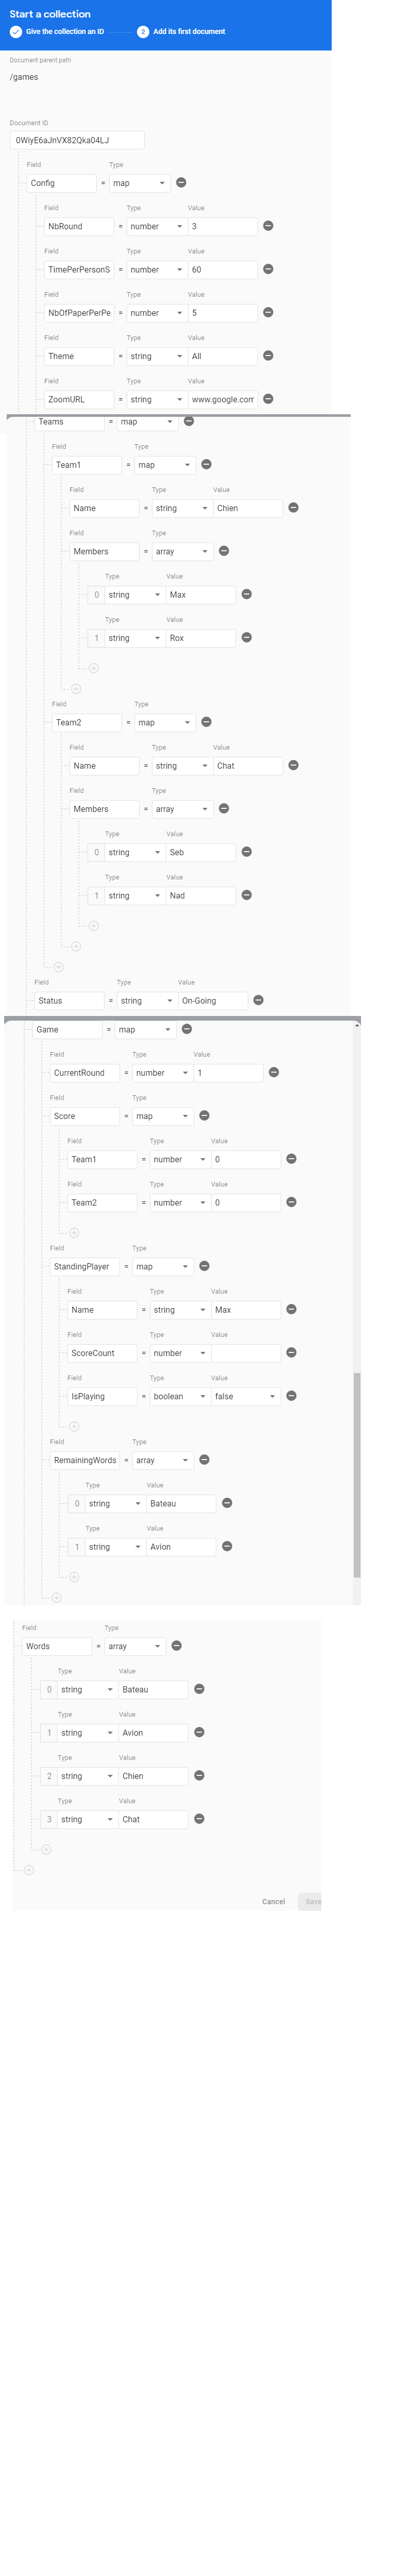 Start a collection
Give the collection an ID 2 Add its first document
Document parent path
/games
Document ID
0WiyE6aJnVX82Qka04LJ
Field Type
Config = map
Field Type Value
NbRound = number 3
Field Type Value
TimePerPersonS = number 60
Field Type Value
NbOfPaperPerPe = number 5
Field Type Value
Theme = string All
Field Type Value
ZoomURL = string www.google.com
Teams = map
Field Type
Team1 = map
Field Type Value
Name = string Chien
Field Type
Members = array
Type Value
0 string Max
Type Value
1 string Rox
Field Type
Team2 = map
Field Type Value
Name = string Chat
Field Type
Members = array
Type Value
0 string Seb
Type Value
1 string Nad
Field Type Value
Status = string On-Going
Game = map
Field Type Value
CurrentRound = number 1
Field Type
Score = map
Field Type Value
Team1 = number 0
Field Type Value
Team2 = number 0
Field Type
StandingPlayer = map
Field Type Value
Name = string Max
Field Type Value
ScoreCount = number
Field Type Value
IsPlaying = boolean false
Field Type
RemainingWords = array
Type Value
0 string Bateau
Type Value
1 string Avion
Field Type
Words = array
Type Value
0 string Bateau
Type Value
1 string Avion
Type Value
2 string Chien
Type Value
3 string Chat
Cancel Save